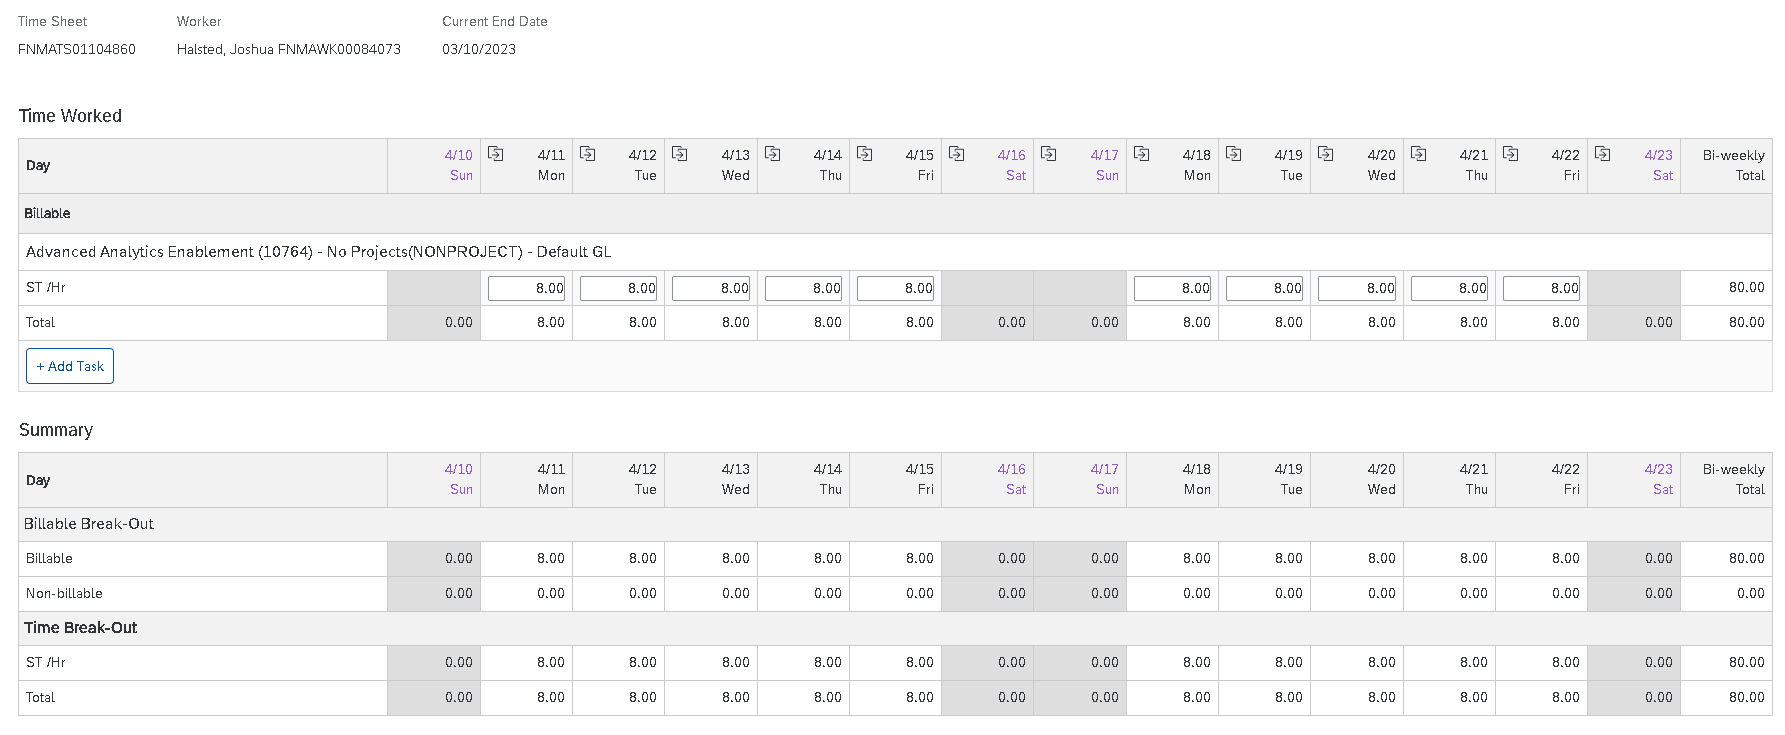 Time Sheet Worker Current End Date
FNMATS01104860 Halsted, Joshua FNMAWK00084073 03/10/2023
Time Worked
Day 4/10 Sun 4/11 Mon 4/12 Tue 4/13 Wed 4/14 Thu 4/15 Fri 4/16 Sat 4/17 Sun 4/18 Mon 4/19 Tue 4/20 Wed 4/21 Thu 4/22 Fri 4/23 Sat Bi-weekly Total
Billable
Advanced Analytics Enablement (10764) - No Projects(NONPROJECT) - Default GL
ST /Hr 8.00 8.00 8.00 8.00 8.00 8.00 8.00 8.00 8.00 8.00 80.00
Total 0.00 8.00 8.00 8.00 8.00 8.00 0.00 0.00 8.00 8.00 8.00 8.00 8.00 0.00 80.00
+ Add Task
Summary
Day 4/10 Sun 4/11 Mon 4/12 Tue 4/13 Wed 4/14 Thu 4/15 Fri 4/16 Sat 4/17 Sun 4/18 Mon 4/19 Tue 4/20 Wed 4/21 Thu 4/22 Fri 4/23 Sat Bi-weekly Total
Billable Break-Out
Billable 0.00 8.00 8.00 8.00 8.00 8.00 0.00 0.00 8.00 8.00 8.00 8.00 8.00 0.00 80.00
Non-billable 0.00 0.00 0.00 0.00 0.00 0.00 0.00 0.00 0.00 0.00 0.00 0.00 0.00 0.00 0.00
Time Break-Out
ST /Hr 0.00 8.00 8.00 8.00 8.00 8.00 0.00 0.00 8.00 8.00 8.00 8.00 8.00 0.00 80.00
Total 0.00 8.00 8.00 8.00 8.00 8.00 0.00 0.00 8.00 8.00 8.00 8.00 8.00 0.00 80.00